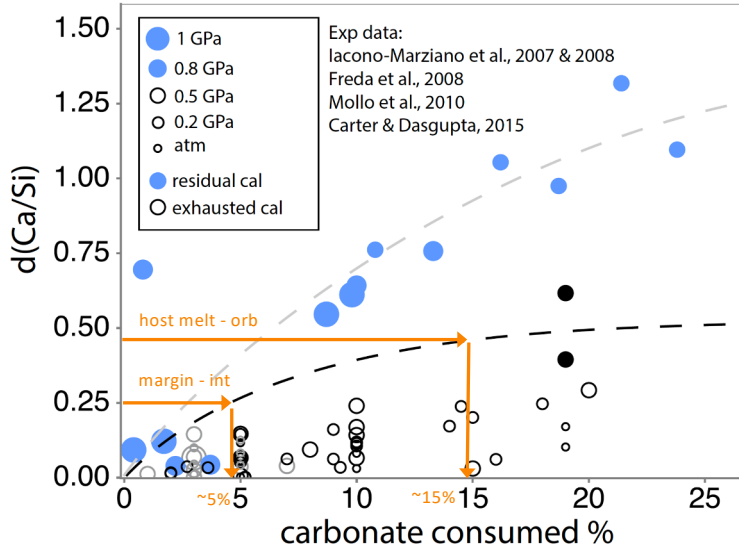 1.50
1.25
1.00
0.75
0.50
0.25
0.00
d(Ca/Si)
1 GPa
0.8 GPa
0.5 GPa
0.2 GPa
atm
residual cal
exhausted cal
Exp data:
Iacono-Marziano et al., 2007 & 2008
Freda et al., 2008
Mollo et al., 2010
Carter & Dasgupta, 2015
host melt - orb
margin - int
~5%
~15%
0
5
10
15
20
25
carbonate consumed %